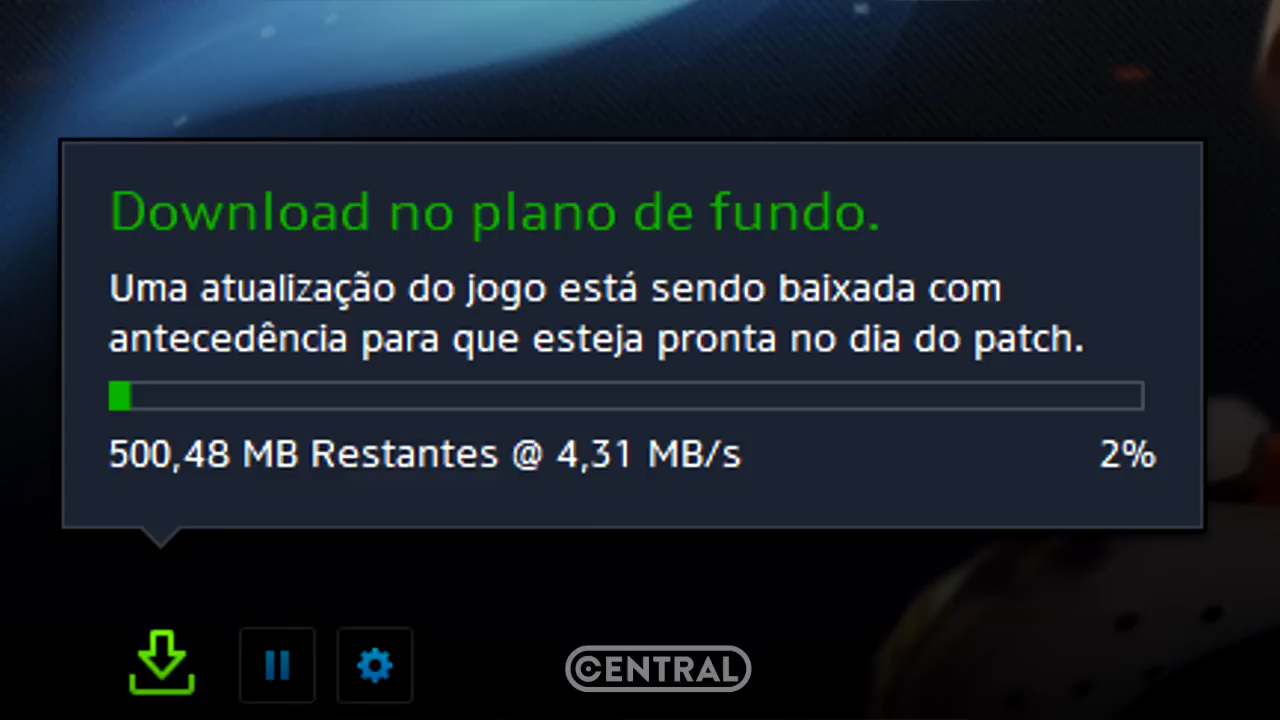 Download no plano de fundo.
Uma atualização do jogo está sendo baixada com
antecedência para que esteja pronta no dia do patch.
500,48 MB Restantes @ 4,31 MB/s 2%
CENTRAL